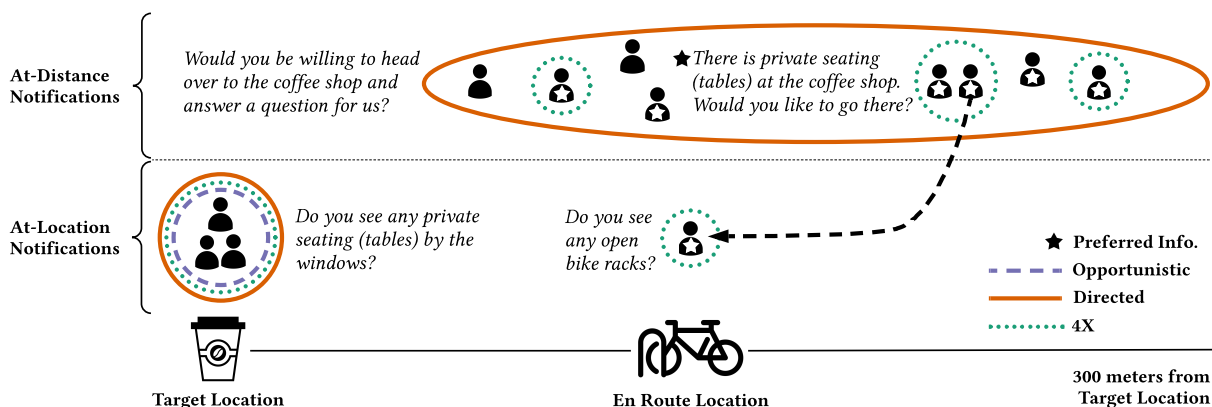 At-Distance
Notifications
Would you be willing to head
over to the coffee shop and
answer a question for us?
There is private seating
(tables) at the coffee shop.
Would you like to go there?
At-Location
Notifications
Do you see any private
seating (tables) by the
windows?
Do you see
any open
bike racks?
Preferred Info.
Opportunistic
Directed
4X
Target Location
En Route Location
300 meters from
Target Location